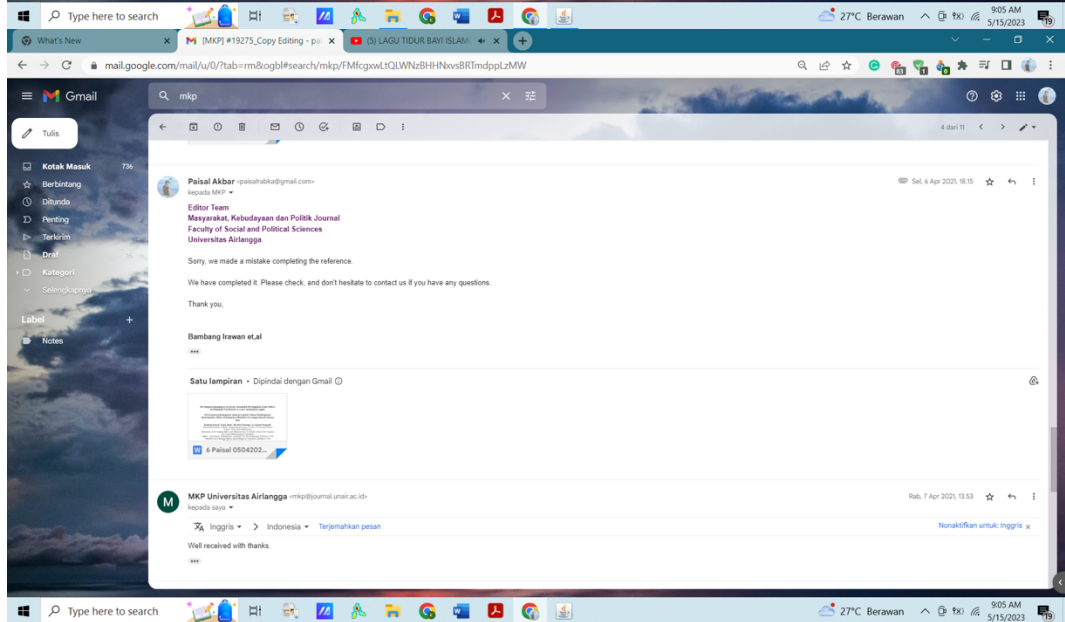 Type here to search
27°C Berawan
9:05 AM
5/15/2023
19
What's New
[MKP] #19275_Copy Editing - pai
(5) LAGU TIDUR BAYI ISLAMI
mail.google.com/mail/u/0/?tab=rm&ogbl#search/mkp/FMfcgxwLtQLWNzBHHNxvs8RTmdppLzMW
Gmail
mkp
Tulis
4 dari 11
Kotak Masuk 736
Berbintang
Ditunda
Penting
Terkirim
Draf
Kategori
Selengkapnya
Label
Notes
Paisal Akbar <paisalrabka@gmail.com>
Sel, 6 Apr 2021, 18.15
kepada MKP
Editor Team
Masyarakat, Kebudayaan dan Politik Journal
Faculty of Social and Political Sciences
Universitas Airlangga
Sorry, we made a mistake completing the reference.
We have completed it. Please check, and don't hesitate to contact us if you have any questions.
Thank you,
Bambang Irawan et,al
Satu lampiran • Dipindai dengan Gmail
6 Paisal 0504202...
MKP Universitas Airlangga <mkp@journal.unair.ac.id>
Rab, 7 Apr 2021, 13.53
kepada saya
Inggris > Indonesia Terjemahkan pesan
Nonaktifkan untuk: Inggris x
Well received with thanks.
Type here to search
27°C Berawan
9:05 AM
5/15/2023
19